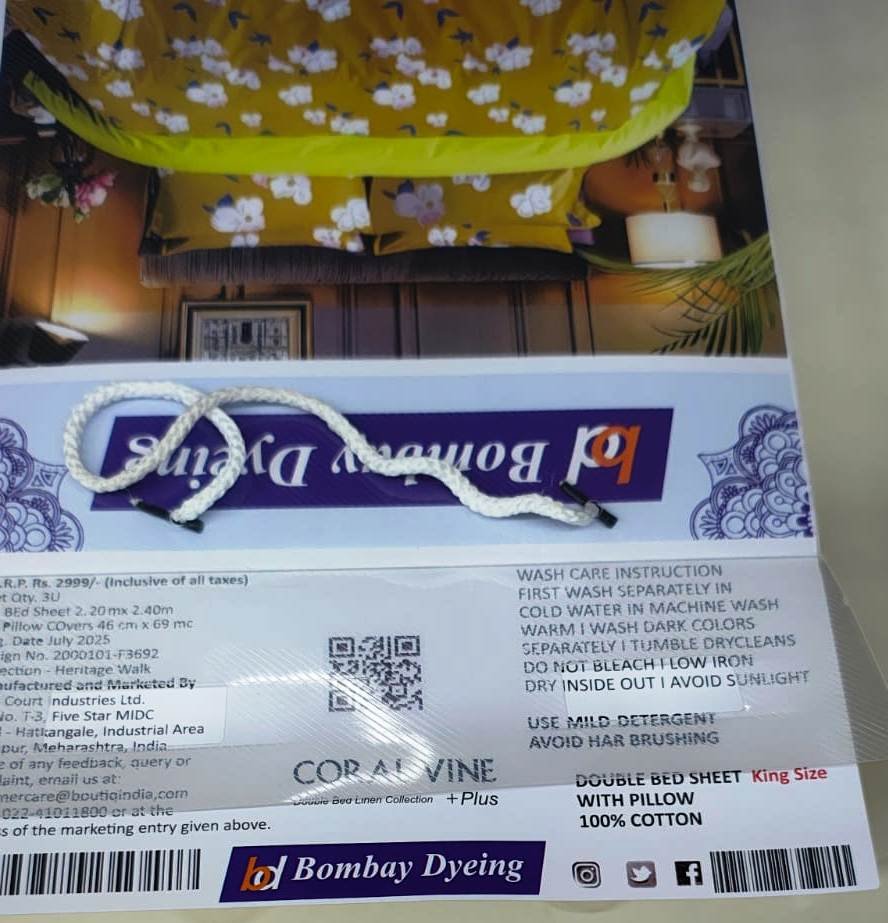 bd Bombay Dyeing
.R.P. Rs. 2999/- (Inclusive of all taxes)
t Qty. 3U
BEd Sheet 2.20mx 2.40m
Pillow COvers 46 cm x 69 mc
g. Date July 2025
ign No. 2000101-F3692
ection - Heritage Walk
nufactured and Marketed By
Court Industries Ltd.
No. T-3, Five Star MIDC
- Hatkangale, Industrial Area
pur, Meharashtra, India
e of any feedback, query or
laint, email us at:
mercare@boutiqindia,com
022-41011800 or at the
s of the marketing entry given above.
CORAL VINE
Double Bed Linen Collection +Plus
WASH CARE INSTRUCTION
FIRST WASH SEPARATELY IN
COLD WATER IN MACHINE WASH
WARM I WASH DARK COLORS
SEPARATELY I TUMBLE DRYCLEANS
DO NOT BLEACH I LOW IRON
DRY INSIDE OUT I AVOID SUNLIGHT
USE MILD DETERGENT
AVOID HAR BRUSHING
DOUBLE BED SHEET King Size
WITH PILLOW
100% COTTON
bd Bombay Dyeing